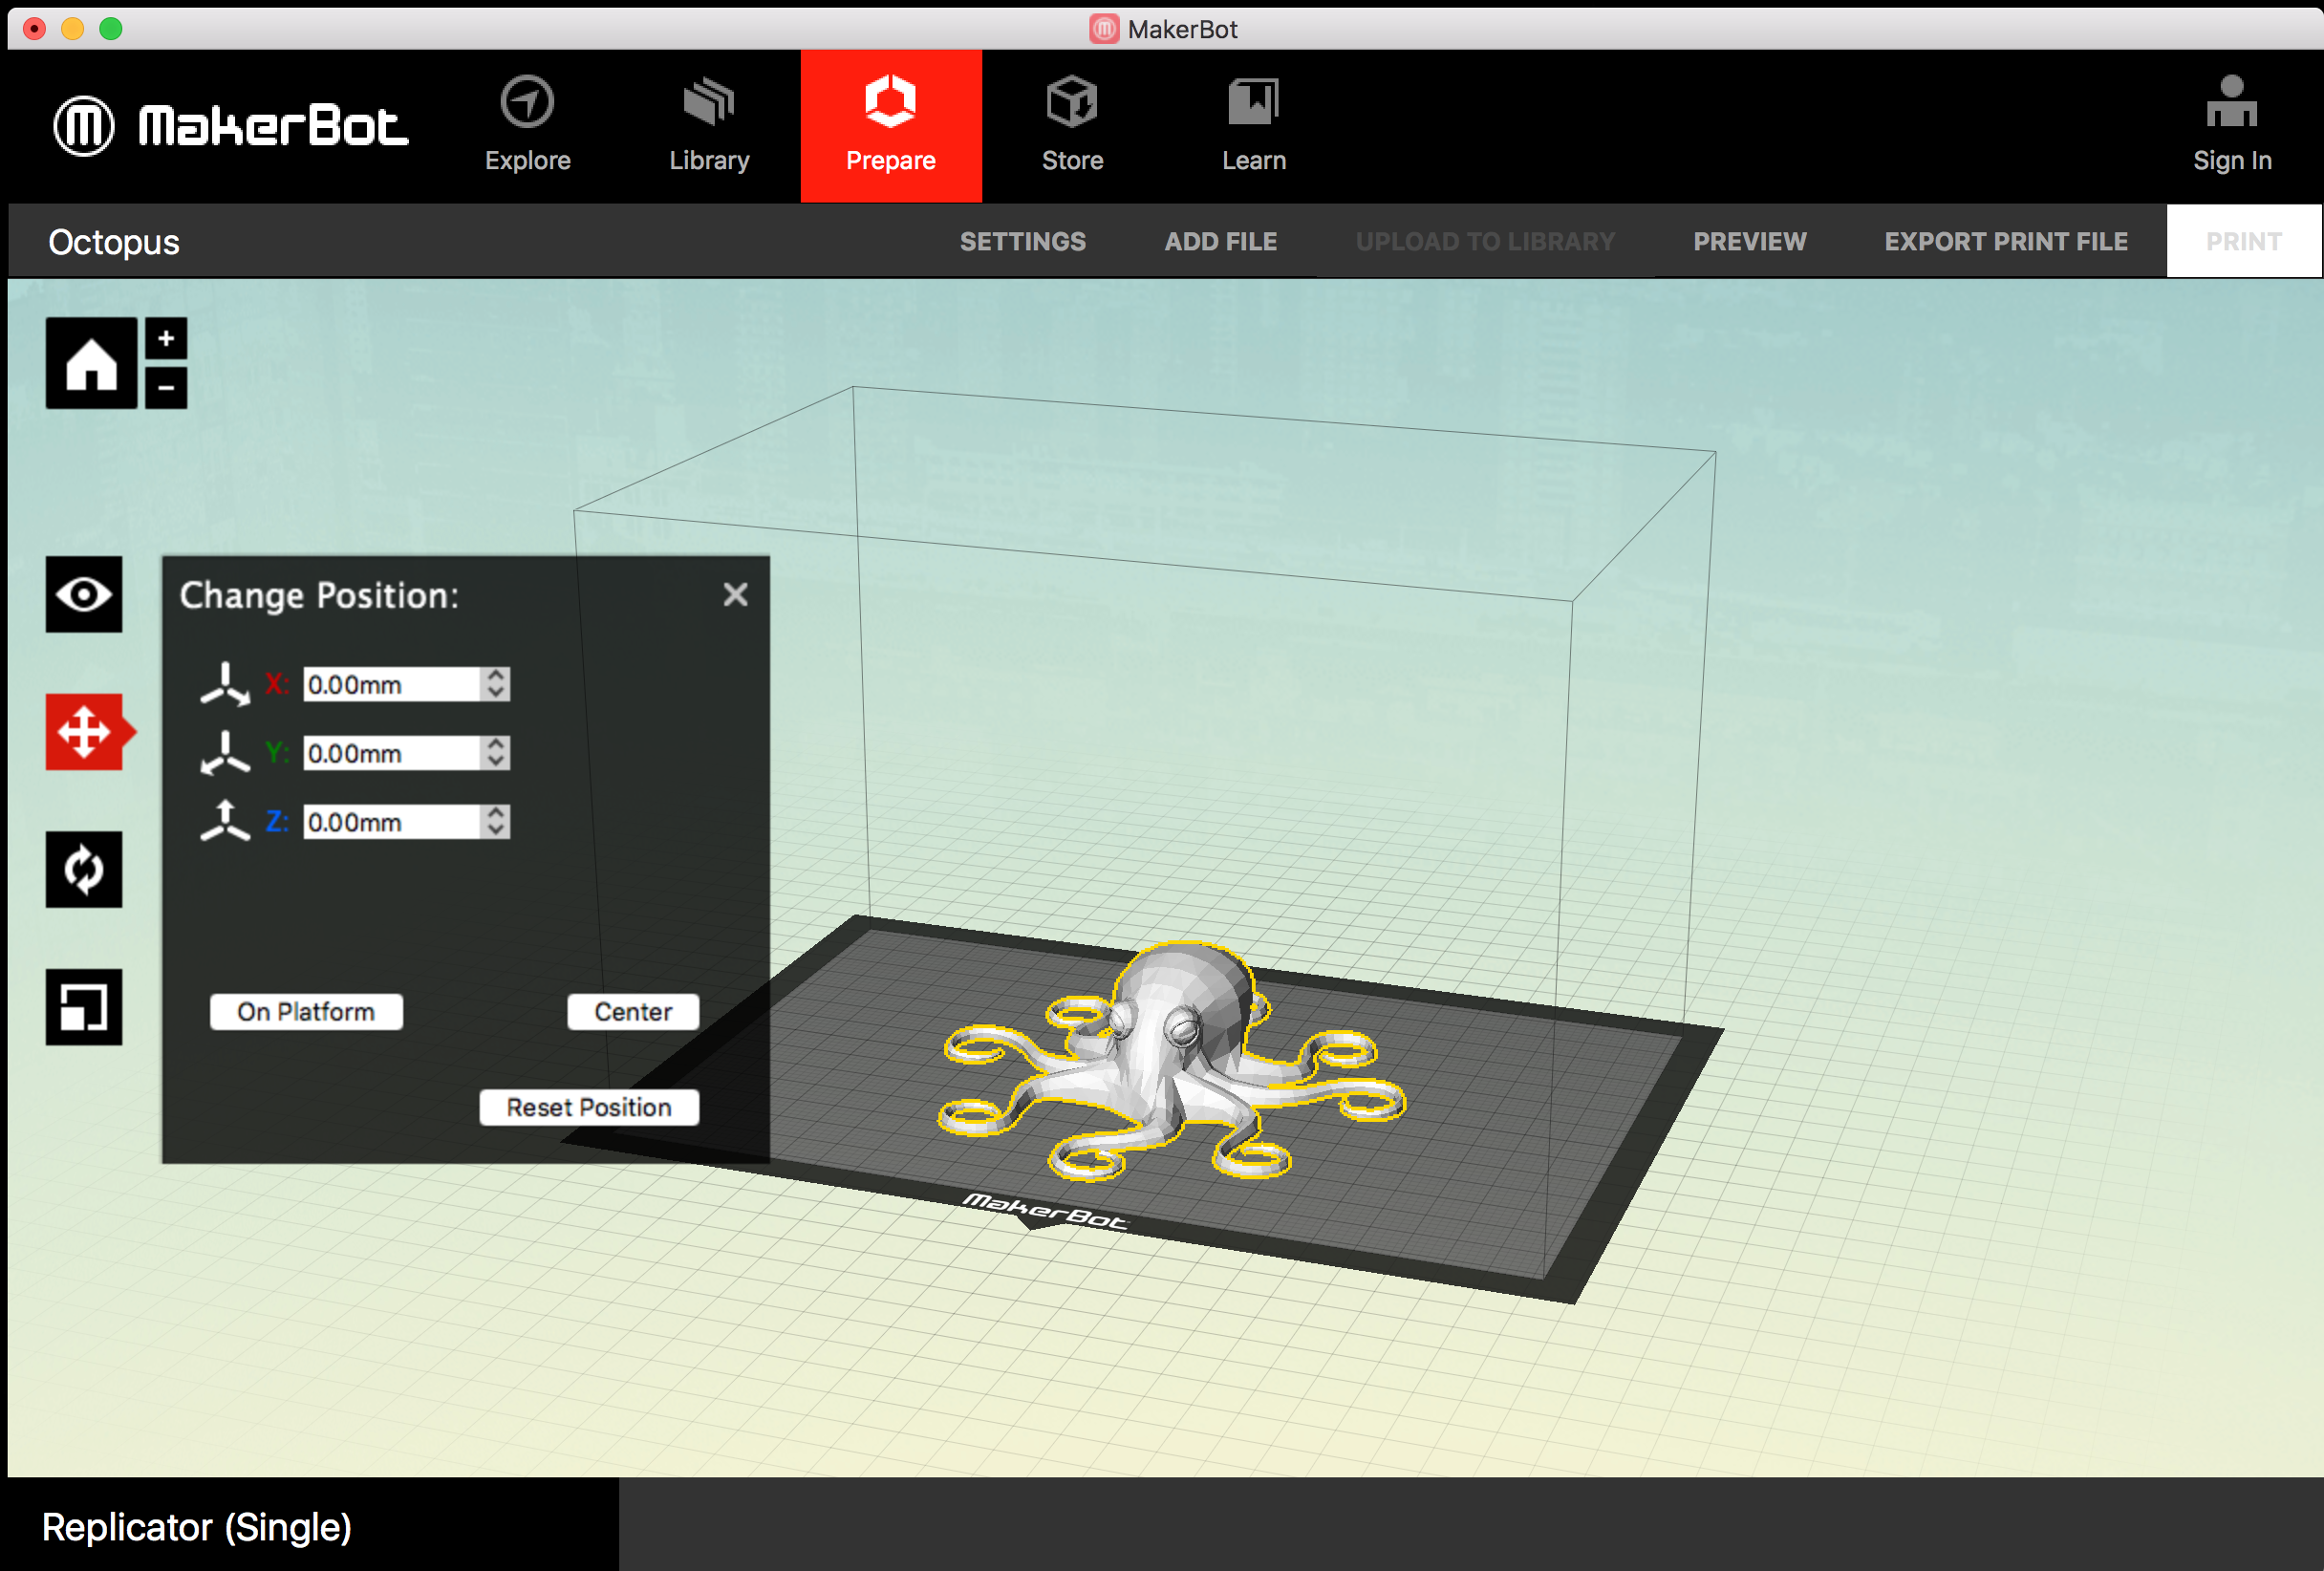 MakerBot
MakerBot
Explore
Library
Prepare
Store
Learn
Sign In
Octopus
SETTINGS
ADD FILE
UPLOAD TO LIBRARY
PREVIEW
EXPORT PRINT FILE
PRINT
+
−
Change Position:
X: 0.00mm
Y: 0.00mm
Z: 0.00mm
On Platform
Center
Reset Position
MakerBot
Replicator (Single)